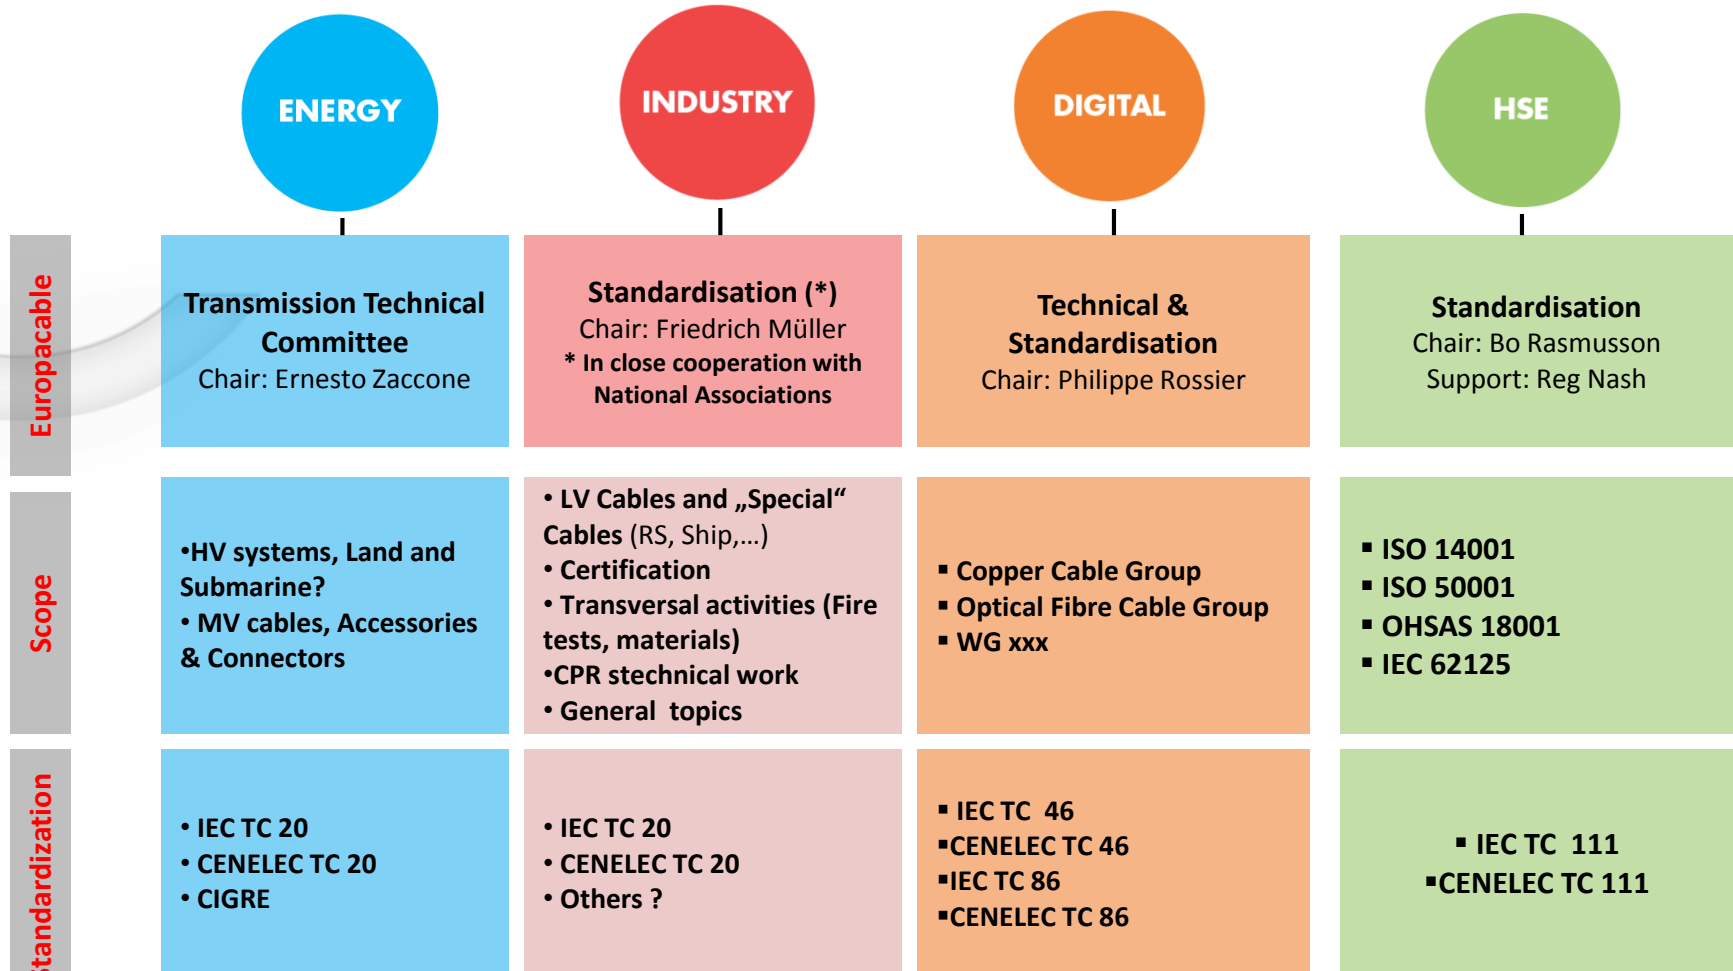 ENERGY
INDUSTRY
DIGITAL
HSE
Europacable
Transmission Technical
Committee
Chair: Ernesto Zaccone
Standardisation (*)
Chair: Friedrich Müller
* In close cooperation with
National Associations
Technical &
Standardisation
Chair: Philippe Rossier
Standardisation
Chair: Bo Rasmusson
Support: Reg Nash
Scope
•HV systems, Land and
Submarine?
• MV cables, Accessories
& Connectors
• LV Cables and „Special“
Cables (RS, Ship,...)
• Certification
• Transversal activities (Fire
tests, materials)
•CPR stechnical work
• General topics
▪ Copper Cable Group
▪ Optical Fibre Cable Group
▪ WG xxx
▪ ISO 14001
▪ ISO 50001
▪ OHSAS 18001
▪ IEC 62125
Standardization
• IEC TC 20
• CENELEC TC 20
• CIGRE
• IEC TC 20
• CENELEC TC 20
• Others ?
▪ IEC TC 46
▪CENELEC TC 46
▪IEC TC 86
▪CENELEC TC 86
▪ IEC TC 111
▪CENELEC TC 111